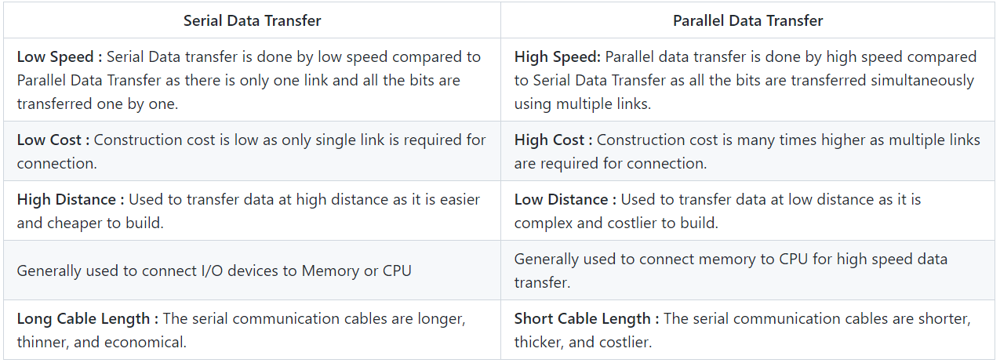 Serial Data Transfer
Parallel Data Transfer
Low Speed : Serial Data transfer is done by low speed compared to
Parallel Data Transfer as there is only one link and all the bits are
transferred one by one.
High Speed: Parallel data transfer is done by high speed compared
to Serial Data Transfer as all the bits are transferred simultaneously
using multiple links.
Low Cost : Construction cost is low as only single link is required for
connection.
High Cost : Construction cost is many times higher as multiple links
are required for connection.
High Distance : Used to transfer data at high distance as it is easier
and cheaper to build.
Low Distance : Used to transfer data at low distance as it is
complex and costlier to build.
Generally used to connect I/O devices to Memory or CPU
Generally used to connect memory to CPU for high speed data
transfer.
Long Cable Length : The serial communication cables are longer,
thinner, and economical.
Short Cable Length : The serial communication cables are shorter,
thicker, and costlier.